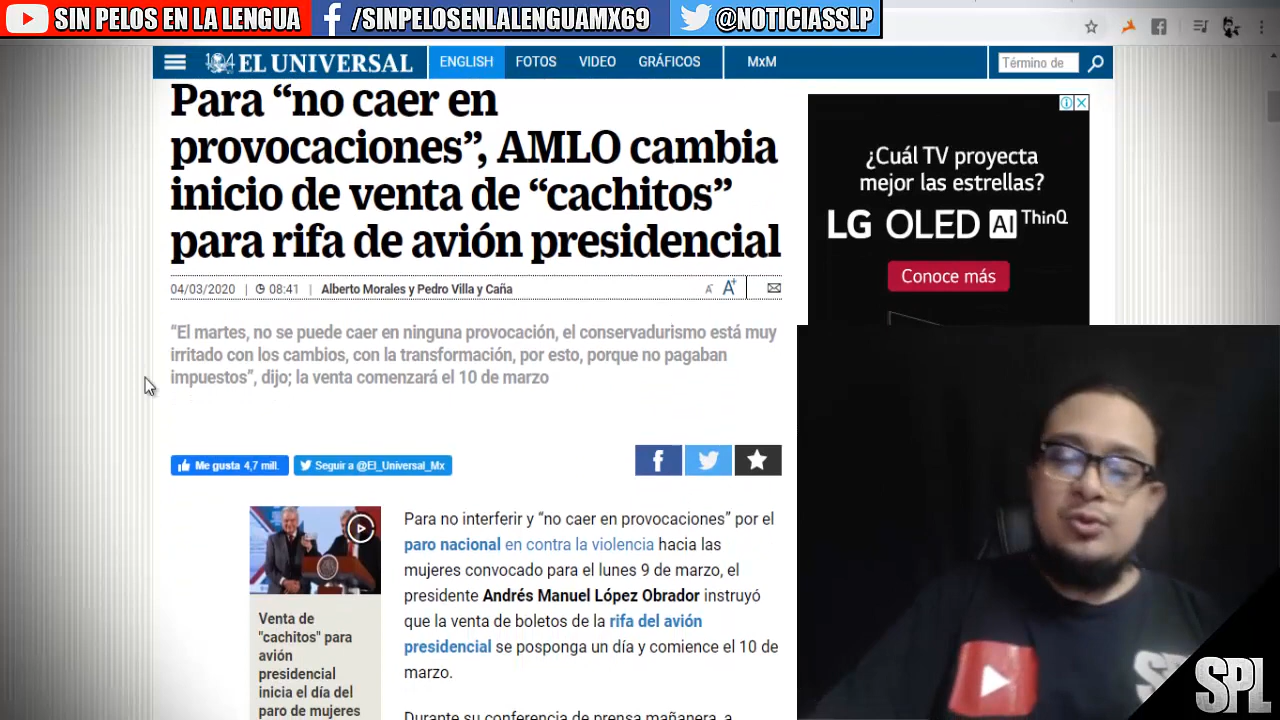 SIN PELOS EN LA LENGUA
/SINPELOSENLALENGUAMX69
@NOTICIASSLP
104 EL UNIVERSAL
ENGLISH
FOTOS
VIDEO
GRÁFICOS
MxM
Término de
Para “no caer en
provocaciones”, AMLO cambia
inicio de venta de “cachitos”
para rifa de avión presidencial
04/03/2020 | 08:41 | Alberto Morales y Pedro Villa y Caña
A- A+
“El martes, no se puede caer en ninguna provocación, el conservadurismo está muy
irritado con los cambios, con la transformación, por esto, porque no pagaban
impuestos”, dijo; la venta comenzará el 10 de marzo
Me gusta 4,7 mill.
Seguir a @El_Universal_Mx
Venta de
"cachitos" para
avión
presidencial
inicia el día del
paro de mujeres
Para no interferir y “no caer en provocaciones” por el
paro nacional en contra la violencia hacia las
mujeres convocado para el lunes 9 de marzo, el
presidente Andrés Manuel López Obrador instruyó
que la venta de boletos de la rifa del avión
presidencial se posponga un día y comience el 10 de
marzo.
Durante su conferencia de prensa mañanera, a
¿Cuál TV proyecta
mejor las estrellas?
LG OLED AI ThinQ
Conoce más
SPL